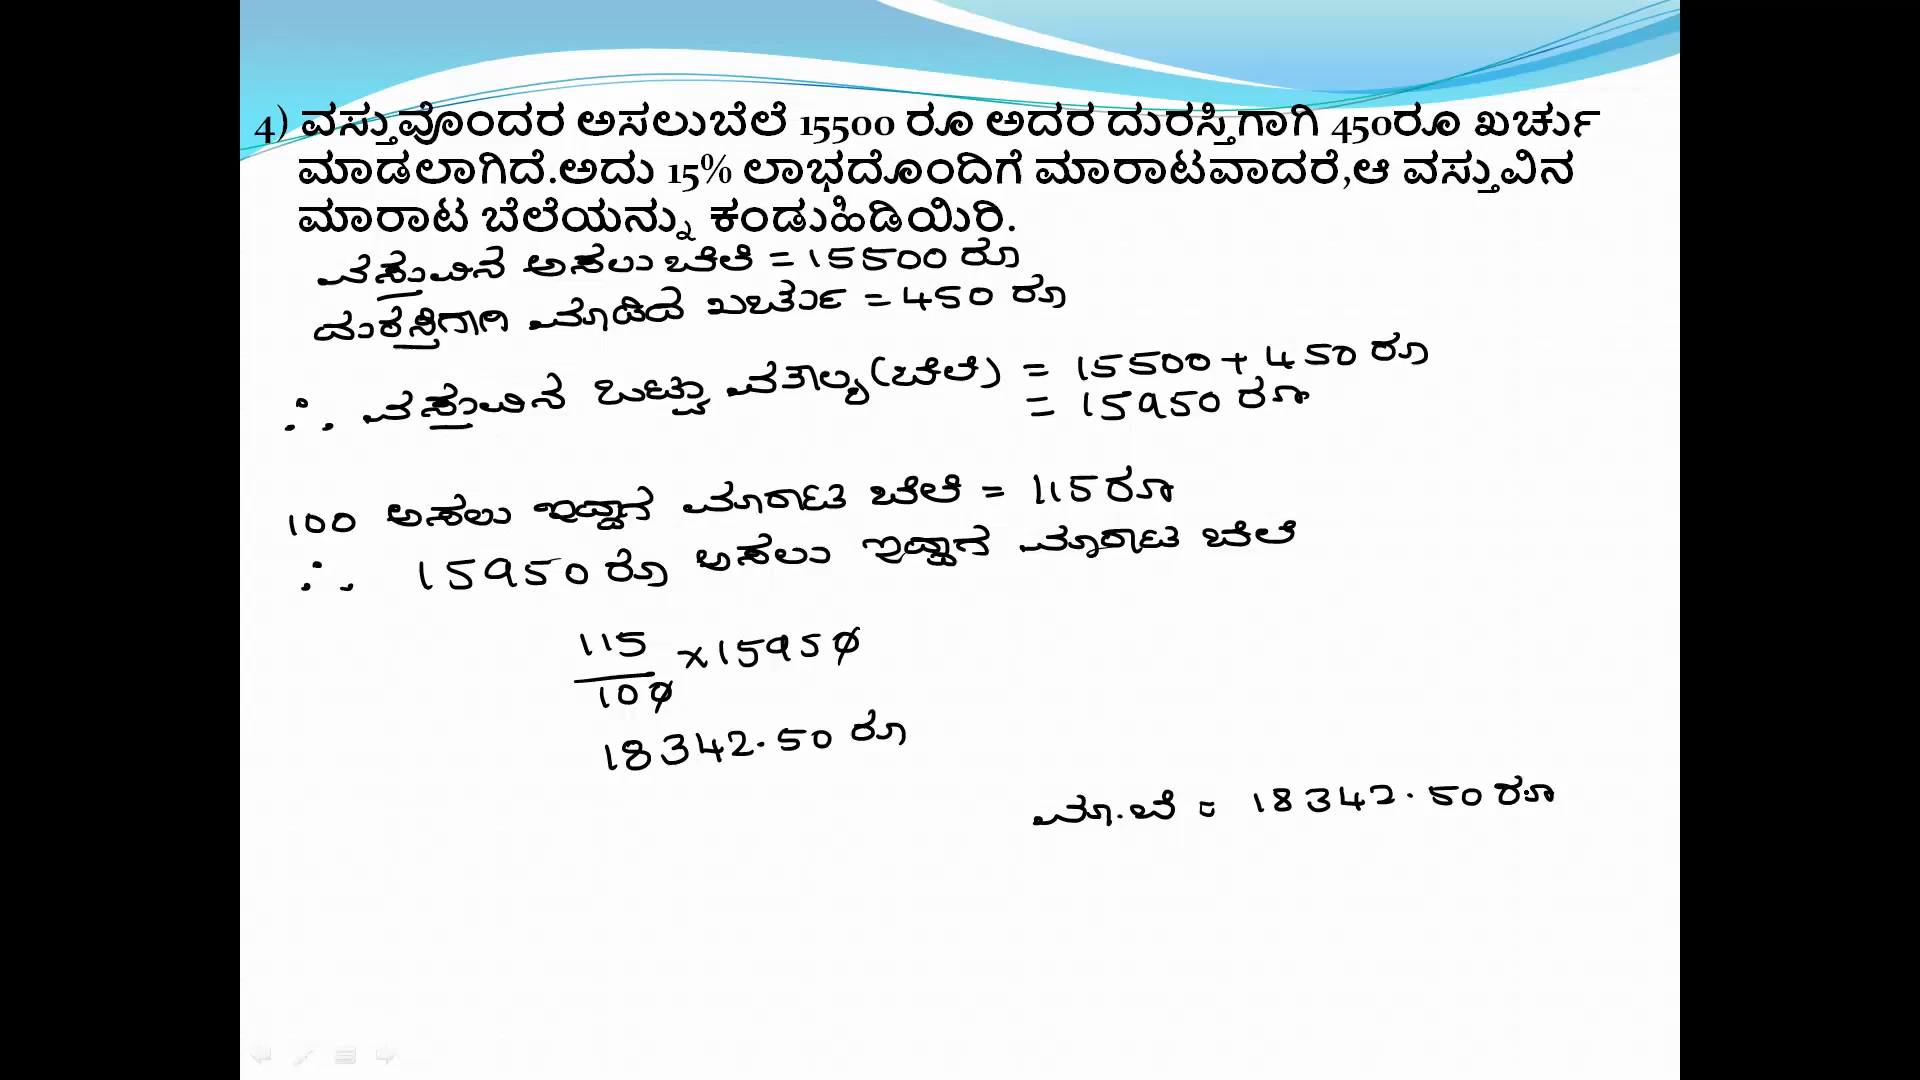 4) ವಸ್ತುವೊಂದರ ಅಸಲುಬೆಲೆ 15500 ರೂ ಅದರ ದುರಸ್ತಿಗಾಗಿ 450ರೂ ಖರ್ಚು
ಮಾಡಲಾಗಿದೆ.ಅದು 15% ಲಾಭದೊಂದಿಗೆ ಮಾರಾಟವಾದರೆ,ಆ ವಸ್ತುವಿನ
ಮಾರಾಟ ಬೆಲೆಯನ್ನು ಕಂಡುಹಿಡಿಯಿರಿ.
ವಸ್ತುವಿನ ಅಸಲು ಬೆಲೆ = 15500 ರೂ
ದುರಸ್ತಿಗಾಗಿ ಮಾಡಿದ ಖರ್ಚು = 450 ರೂ
∴ ವಸ್ತುವಿನ ಒಟ್ಟು ಮೌಲ್ಯ(ಬೆಲೆ) = 15500 + 450 ರೂ
= 15950 ರೂ
100 ಅಸಲು ಇದ್ದಾಗ ಮಾರಾಟ ಬೆಲೆ = 115ರೂ
∴ 15950 ರೂ ಅಸಲು ಇದ್ದಾಗ ಮಾರಾಟ ಬೆಲೆ
115
100
×15950
18342.50 ರೂ
ಮಾ.ಬೆ = 18342.50 ರೂ